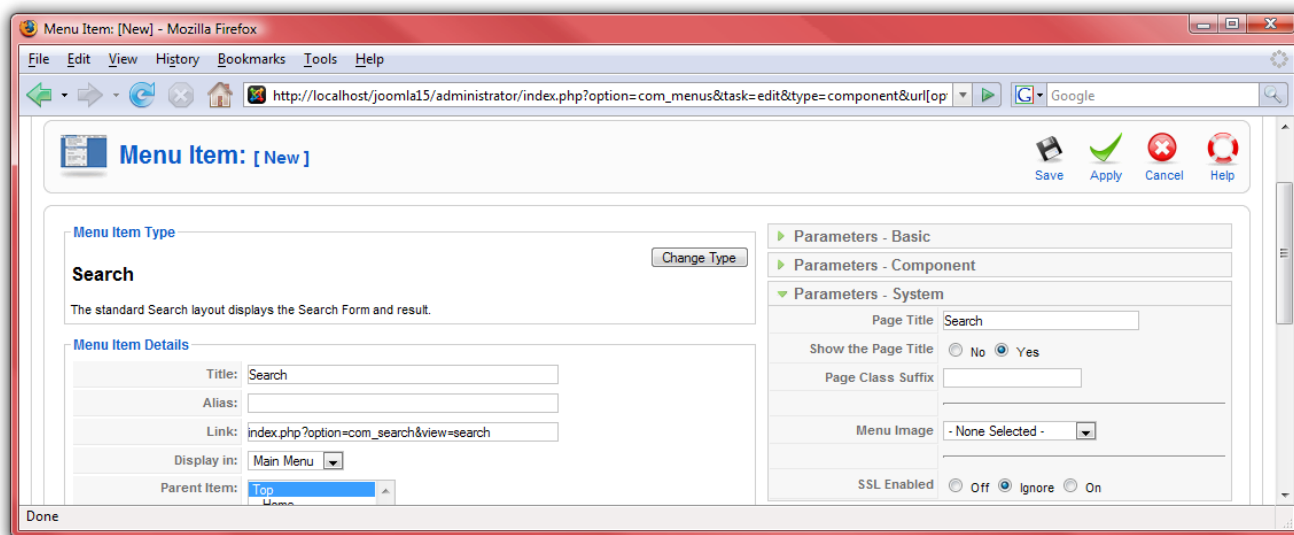 Menu Item: [New] - Mozilla Firefox
File Edit View History Bookmarks Tools Help
http://localhost/joomla15/administrator/index.php?option=com_menus&task=edit&type=component&url[op
G Google
Menu Item: [ New ]
Save Apply Cancel Help
Menu Item Type
Change Type
Search
The standard Search layout displays the Search Form and result.
Menu Item Details
Title: Search
Alias:
Link: index.php?option=com_search&view=search
Display in: Main Menu
Parent Item: Top
Home
Parameters - Basic
Parameters - Component
Parameters - System
Page Title Search
Show the Page Title No Yes
Page Class Suffix
Menu Image - None Selected -
SSL Enabled Off Ignore On
Done